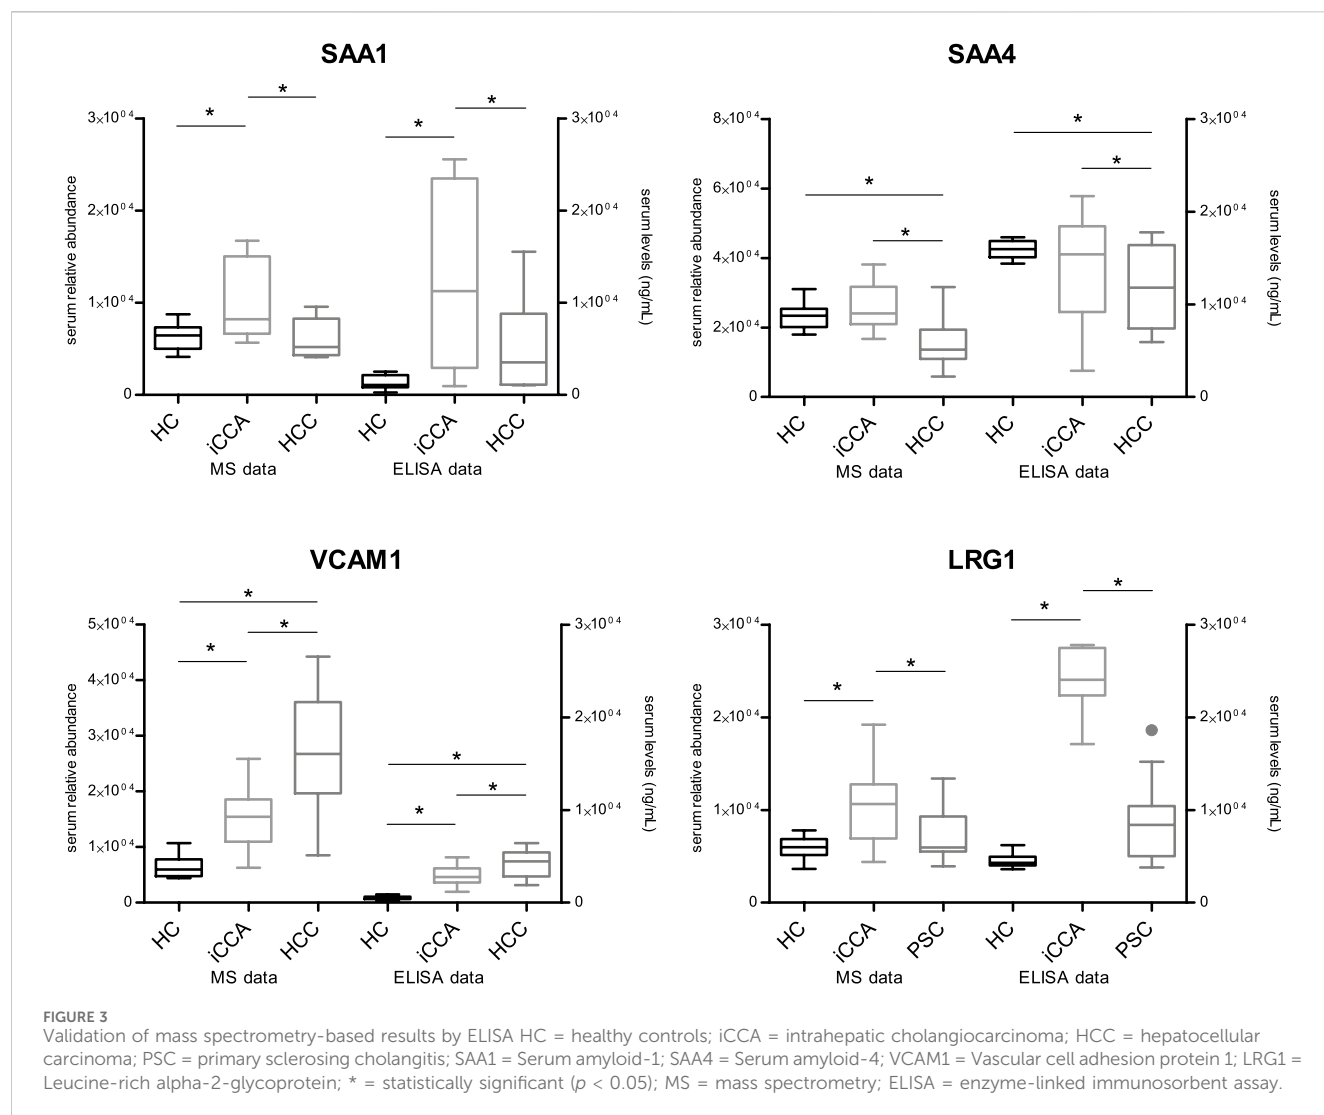 SAA1
* * * *
3×10⁰⁴ 3×10⁰⁴
2×10⁰⁴ 2×10⁰⁴
1×10⁰⁴ 1×10⁰⁴
0 0
serum relative abundance
serum levels (ng/mL)
HC iCCA HCC HC iCCA HCC
MS data ELISA data
SAA4
* * * *
8×10⁰⁴ 3×10⁰⁴
6×10⁰⁴ 2×10⁰⁴
4×10⁰⁴ 1×10⁰⁴
2×10⁰⁴
0 0
serum relative abundance
serum levels (ng/mL)
HC iCCA HCC HC iCCA HCC
MS data ELISA data
VCAM1
* * * * * *
5×10⁰⁴ 3×10⁰⁴
4×10⁰⁴ 2×10⁰⁴
3×10⁰⁴ 1×10⁰⁴
2×10⁰⁴
1×10⁰⁴
0 0
serum relative abundance
serum levels (ng/mL)
HC iCCA HCC HC iCCA HCC
MS data ELISA data
LRG1
* * * *
3×10⁰⁴ 3×10⁰⁴
2×10⁰⁴ 2×10⁰⁴
1×10⁰⁴ 1×10⁰⁴
0 0
serum relative abundance
serum levels (ng/mL)
HC iCCA PSC HC iCCA PSC
MS data ELISA data
FIGURE 3
Validation of mass spectrometry-based results by ELISA HC = healthy controls; iCCA = intrahepatic cholangiocarcinoma; HCC = hepatocellular
carcinoma; PSC = primary sclerosing cholangitis; SAA1 = Serum amyloid-1; SAA4 = Serum amyloid-4; VCAM1 = Vascular cell adhesion protein 1; LRG1 =
Leucine-rich alpha-2-glycoprotein; * = statistically significant (p < 0.05); MS = mass spectrometry; ELISA = enzyme-linked immunosorbent assay.